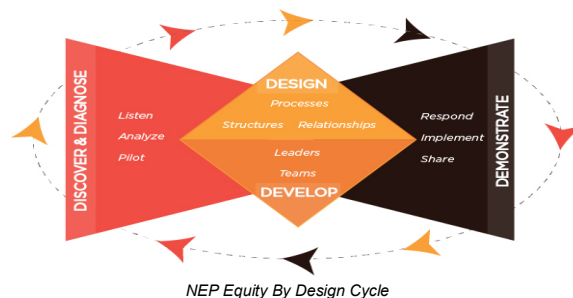 DISCOVER & DIAGNOSE
Listen
Analyze
Pilot
DESIGN
Processes
Structures Relationships
Leaders
Teams
DEVELOP
Respond
Implement
Share
DEMONSTRATE
NEP Equity By Design Cycle